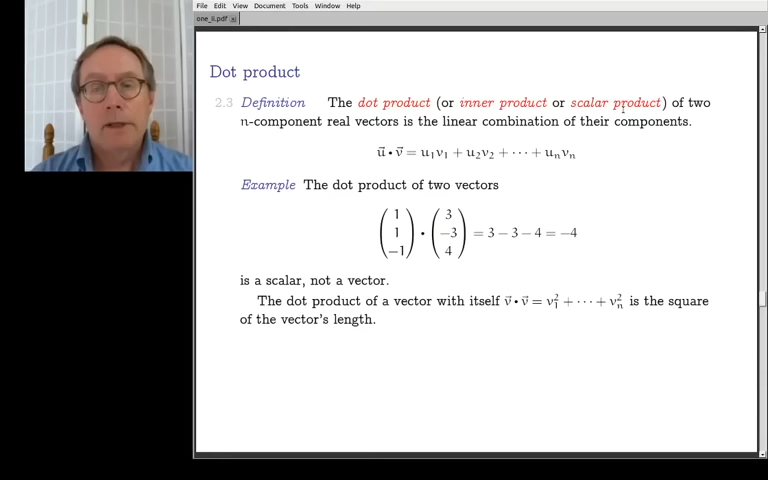 File Edit View Document Tools Window Help
one_ii.pdf
Dot product
2.3 Definition The dot product (or inner product or scalar product) of two
n-component real vectors is the linear combination of their components.
u⃗ • v⃗ = u₁v₁ + u₂v₂ + ⋯ + uₙvₙ
Example The dot product of two vectors
(1 1 −1) • (3 −3 4) = 3 − 3 − 4 = −4
is a scalar, not a vector.
The dot product of a vector with itself v⃗ • v⃗ = v₁² + ⋯ + vₙ² is the square
of the vector's length.